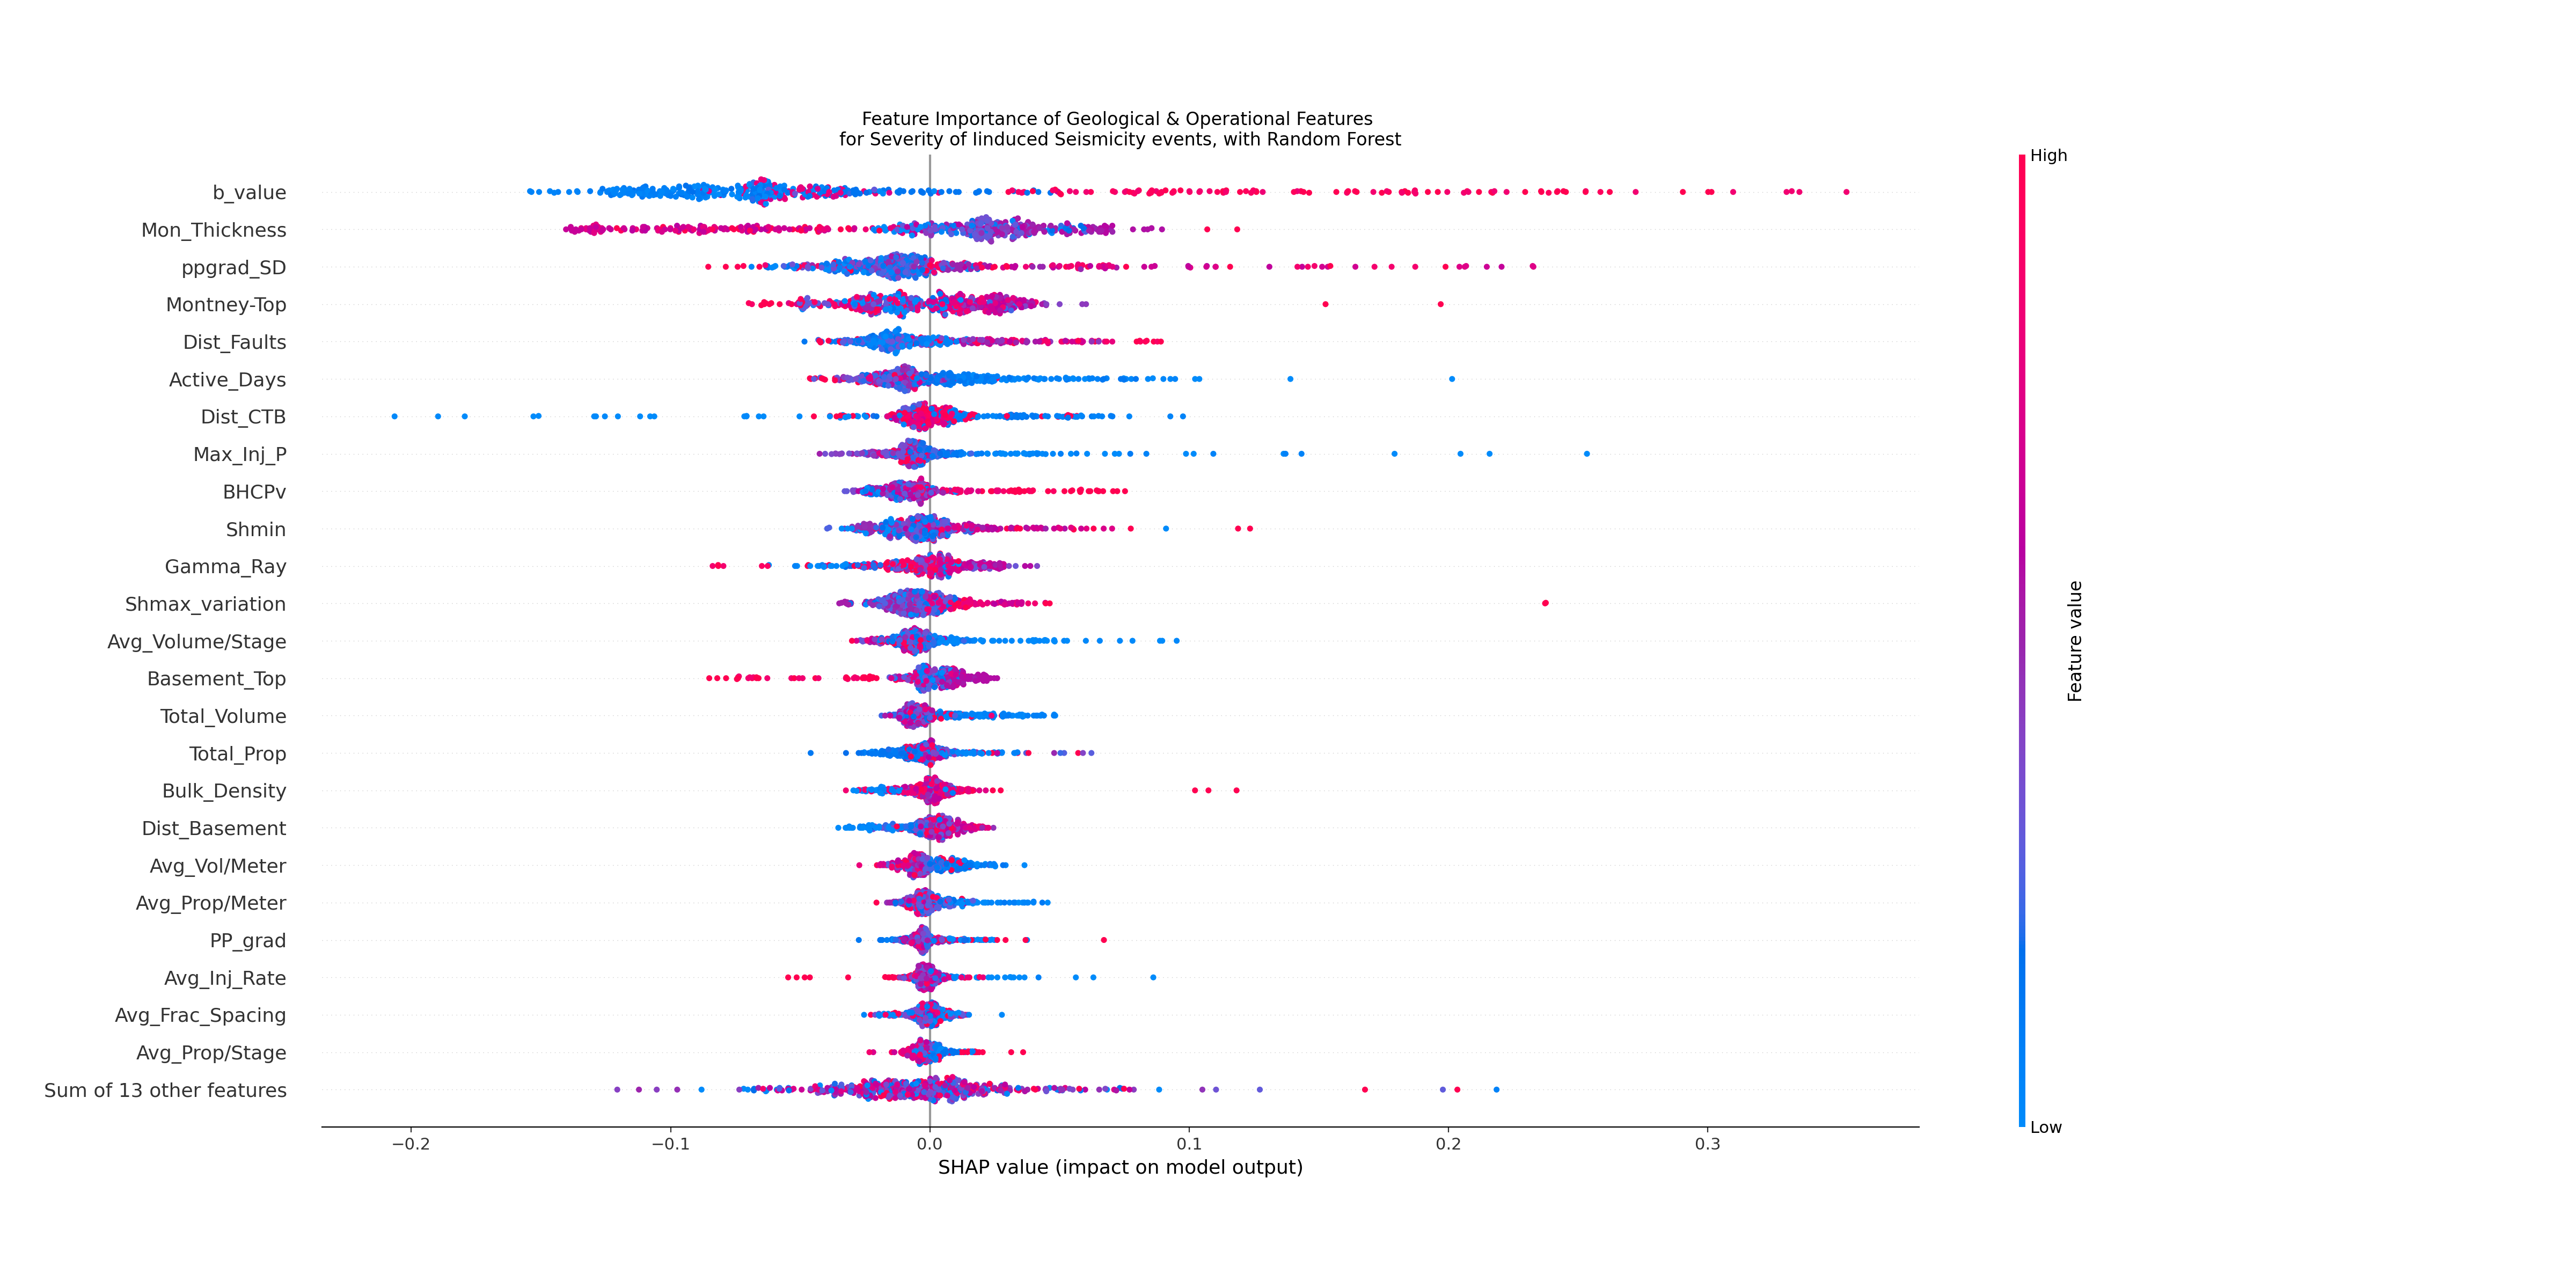 Feature Importance of Geological & Operational Features
for Severity of Iinduced Seismicity events, with Random Forest
High
b_value
Mon_Thickness
ppgrad_SD
Montney-Top
Dist_Faults
Active_Days
Dist_CTB
Max_Inj_P
BHCPv
Shmin
Gamma_Ray
Shmax_variation
Avg_Volume/Stage
Basement_Top
Total_Volume
Total_Prop
Bulk_Density
Dist_Basement
Avg_Vol/Meter
Avg_Prop/Meter
PP_grad
Avg_Inj_Rate
Avg_Frac_Spacing
Avg_Prop/Stage
Sum of 13 other features
Feature value
Low
−0.2 −0.1 0.0 0.1 0.2 0.3
SHAP value (impact on model output)